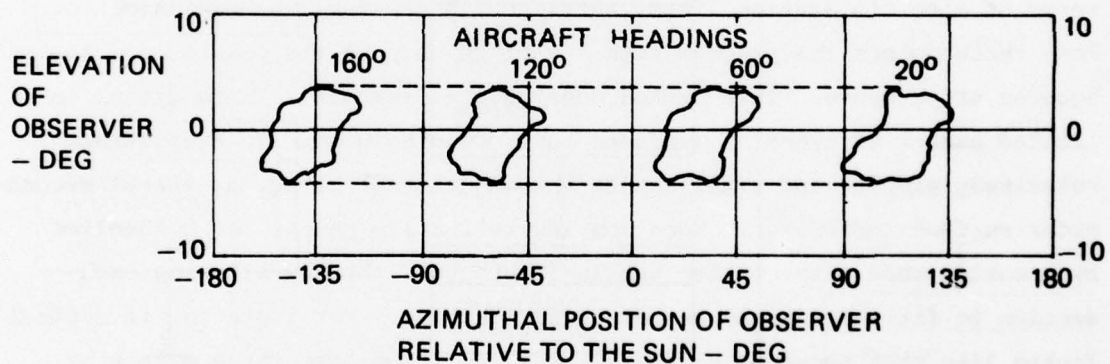 10
10
AIRCRAFT HEADINGS
ELEVATION
OF
OBSERVER
– DEG
160°
120°
60°
20°
0
0
–10
–10
–180
–135
–90
–45
0
45
90
135
180
AZIMUTHAL POSITION OF OBSERVER
RELATIVE TO THE SUN – DEG